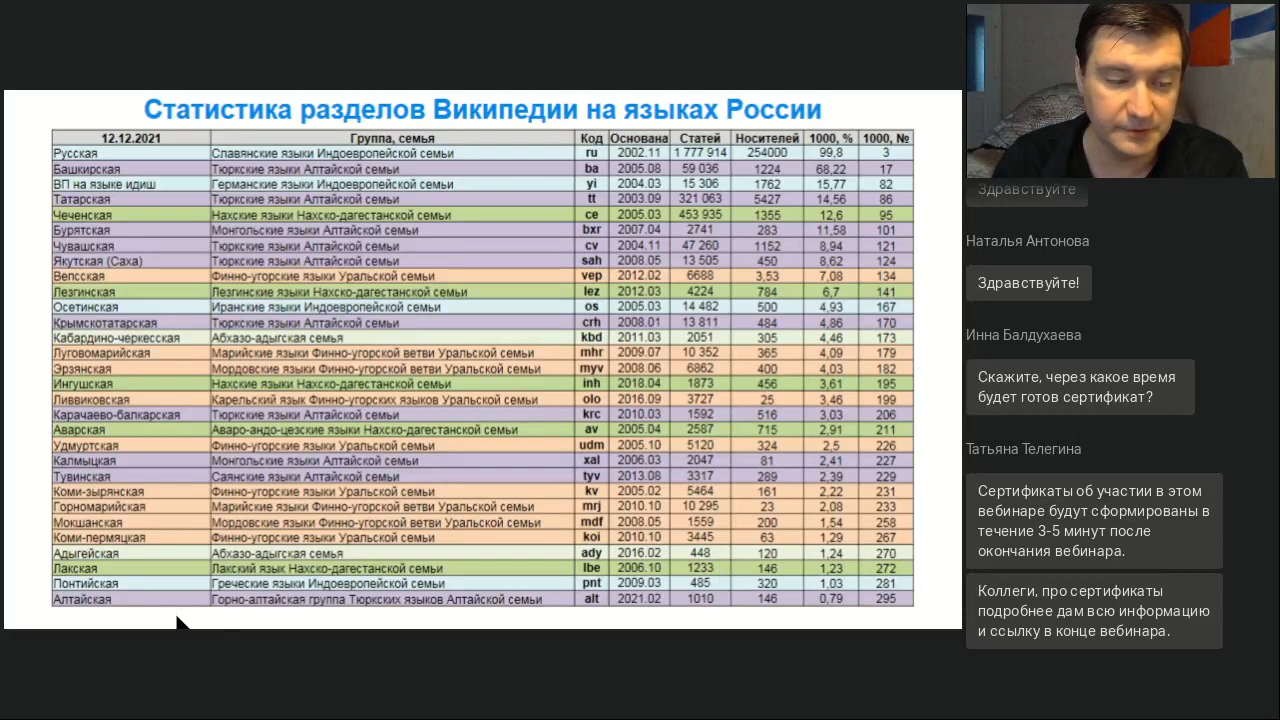 Статистика разделов Википедии на языках России
12.12.2021 Группа, семья Код Основана Статей Носителей 1000, % 1000, №
Русская Славянские языки Индоевропейской семьи ru 2002.11 1 777 914 254000 99,8 3
Башкирская Тюркские языки Алтайской семьи ba 2005.08 59 036 1224 68,22 17
ВП на языке идиш Германские языки Индоевропейской семьи yi 2004.03 15 306 1762 15,77 82
Татарская Тюркские языки Алтайской семьи tt 2003.09 321 063 5427 14,56 86
Чеченская Нахские языки Нахско-дагестанской семьи ce 2005.03 453 935 1355 12,6 95
Бурятская Монгольские языки Алтайской семьи bxr 2007.04 2741 283 11,58 101
Чувашская Тюркские языки Алтайской семьи cv 2004.11 47 260 1152 8,94 121
Якутская (Саха) Тюркские языки Алтайской семьи sah 2008.05 13 505 450 8,62 124
Вепсская Финно-угорские языки Уральской семьи vep 2012.02 6688 3,53 7,08 134
Лезгинская Лезгинские языки Нахско-дагестанской семьи lez 2012.03 4224 784 6,7 141
Осетинская Иранские языки Индоевропейской семьи os 2005.03 14 482 500 4,93 167
Крымскотатарская Тюркские языки Алтайской семьи crh 2008.01 13 811 484 4,86 170
Кабардино-черкесская Абхазо-адыгская семья kbd 2011.03 2051 305 4,46 173
Луговомарийская Марийские языки Финно-угорской ветви Уральской семьи mhr 2009.07 10 352 365 4,09 179
Эрзянская Мордовские языки Финно-угорской ветви Уральской семьи myv 2008.06 6862 400 4,03 182
Ингушская Нахские языки Нахско-дагестанской семьи inh 2018.04 1873 456 3,61 195
Ливвиковская Карельский язык Финно-угорских языков Уральской семьи olo 2016.09 3727 25 3,46 199
Карачаево-балкарская Тюркские языки Алтайской семьи krc 2010.03 1592 516 3,03 206
Аварская Аваро-андо-цезские языки Нахско-дагестанской семьи av 2005.04 2587 715 2,91 211
Удмуртская Финно-угорские языки Уральской семьи udm 2005.10 5120 324 2,5 226
Калмыцкая Монгольские языки Алтайской семьи xal 2006.03 2047 81 2,41 227
Тувинская Саянские языки Алтайской семьи tyv 2013.08 3317 289 2,39 229
Коми-зырянская Финно-угорские языки Уральской семьи kv 2005.02 5464 161 2,22 231
Горномарийская Марийские языки Финно-угорской ветви Уральской семьи mrj 2010.10 10 295 23 2,08 233
Мокшанская Мордовские языки Финно-угорской ветви Уральской семьи mdf 2008.05 1559 200 1,54 258
Коми-пермяцкая Финно-угорские языки Уральской семьи koi 2010.10 3445 63 1,29 267
Адыгейская Абхазо-адыгская семья ady 2016.02 448 120 1,24 270
Лакская Лакский язык Нахско-дагестанской семьи lbe 2006.10 1233 146 1,23 272
Понтийская Греческие языки Индоевропейской семьи pnt 2009.03 485 320 1,03 281
Алтайская Горно-алтайская группа Тюркских языков Алтайской семьи alt 2021.02 1010 146 0,79 295
Здравствуйте
Наталья Антонова
Здравствуйте!
Инна Балдухаева
Скажите, через какое время
будет готов сертификат?
Татьяна Телегина
Сертификаты об участии в этом
вебинаре будут сформированы в
течение 3-5 минут после
окончания вебинара.
Коллеги, про сертификаты
подробнее дам всю информацию
и ссылку в конце вебинара.